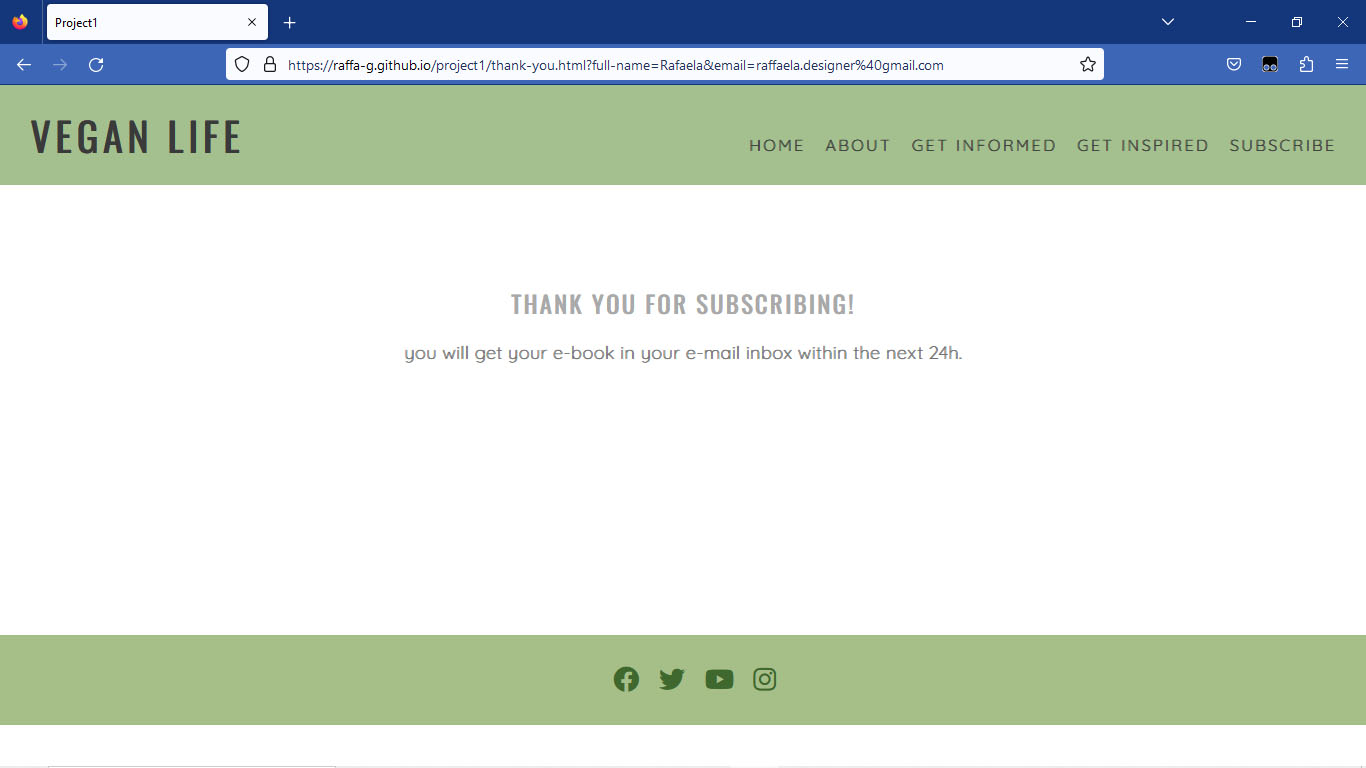 Project1
https://raffa-g.github.io/project1/thank-you.html?full-name=Rafaela&email=raffaela.designer%40gmail.com
VEGAN LIFE
HOME ABOUT GET INFORMED GET INSPIRED SUBSCRIBE
THANK YOU FOR SUBSCRIBING!
you will get your e-book in your e-mail inbox within the next 24h.